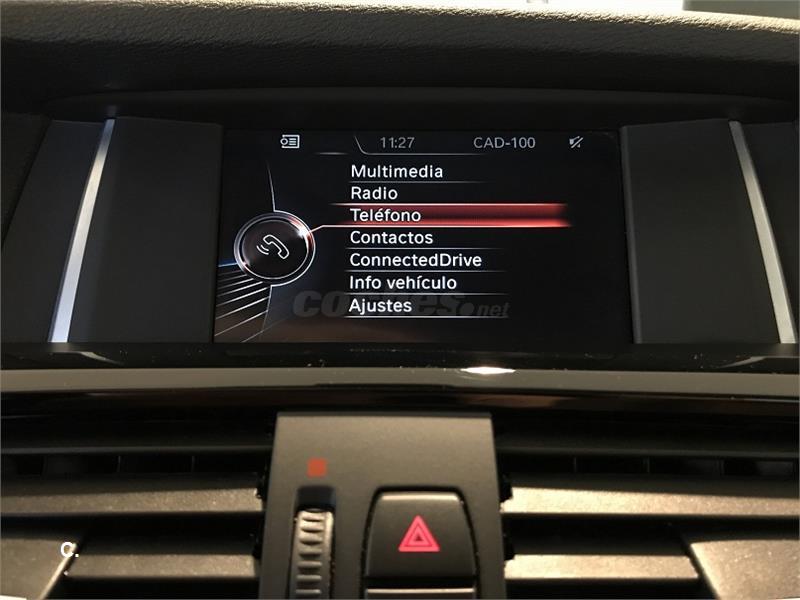 11:27 CAD-100
Multimedia
Radio
Teléfono
Contactos
ConnectedDrive
Info vehículo
Ajustes
coches.net
C.